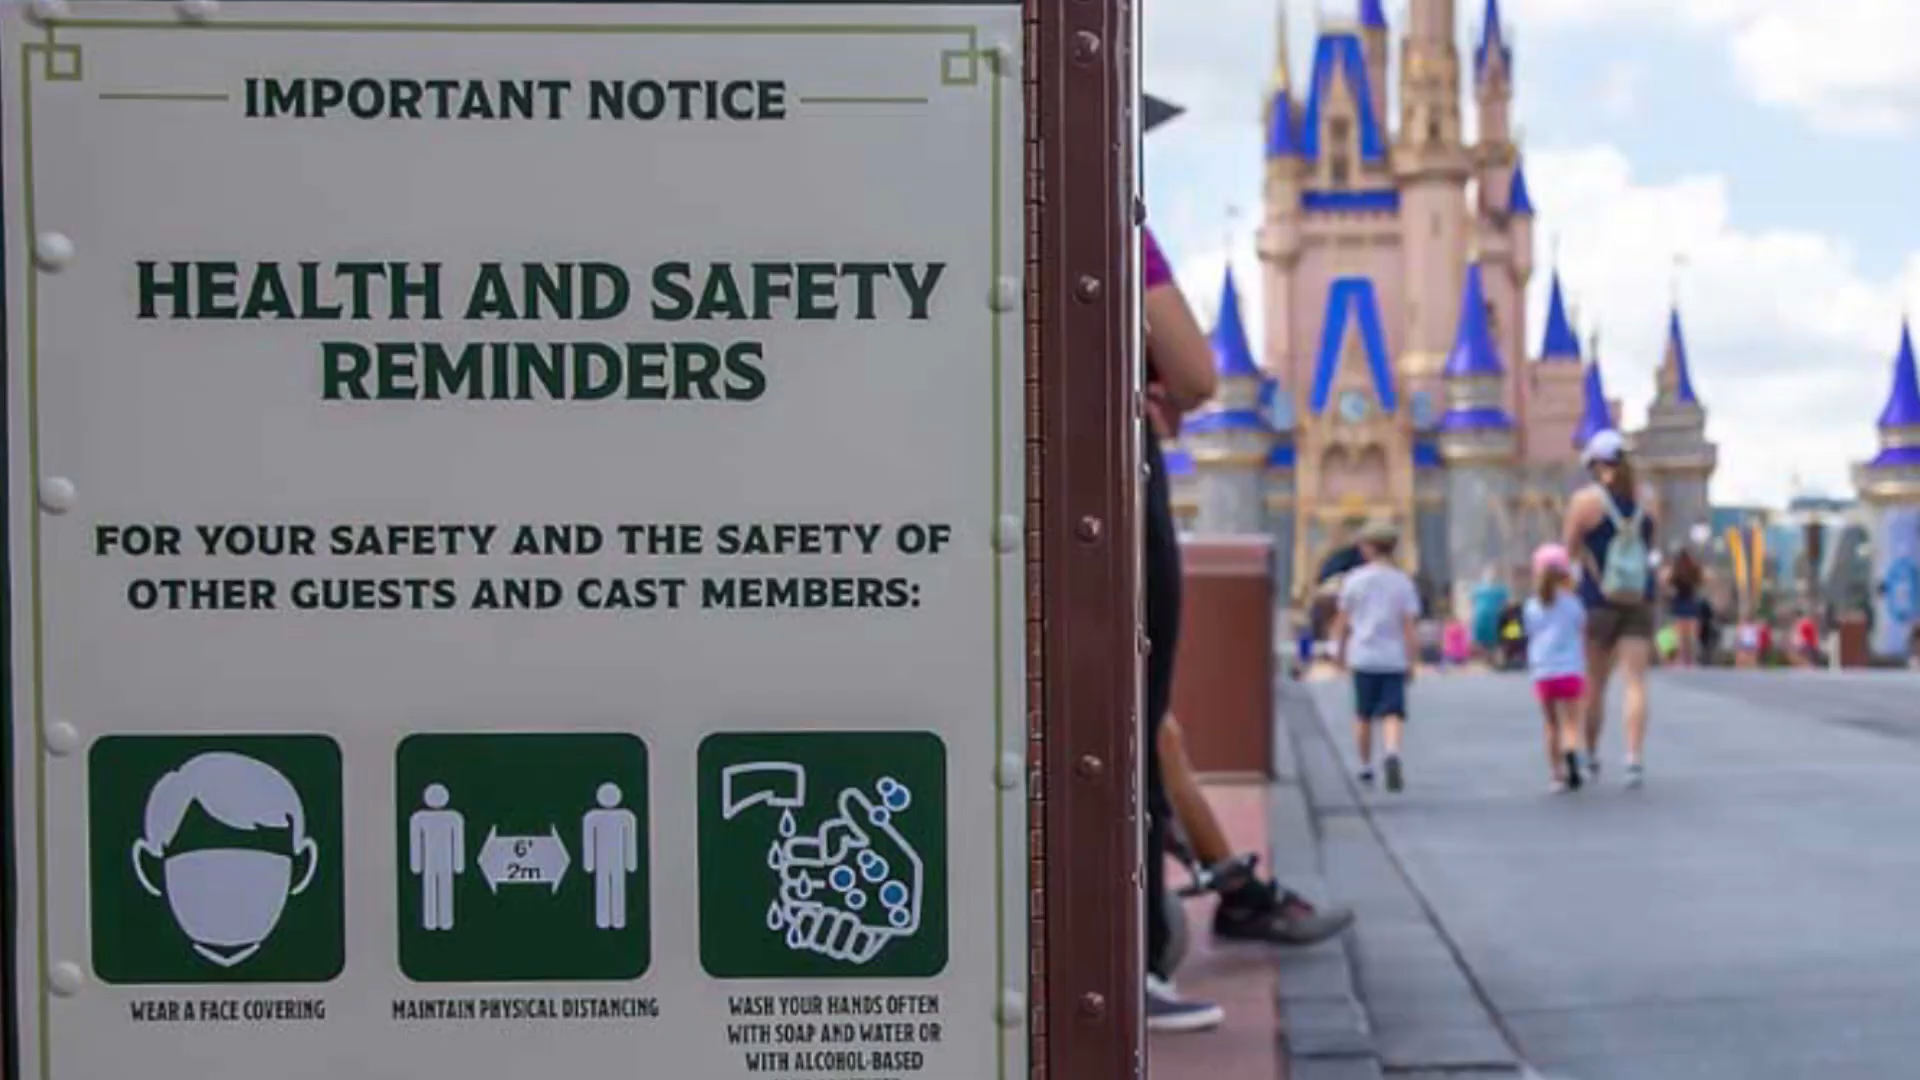 IMPORTANT NOTICE
HEALTH AND SAFETY
REMINDERS
FOR YOUR SAFETY AND THE SAFETY OF
OTHER GUESTS AND CAST MEMBERS:
6'
2m
WEAR A FACE COVERING
MAINTAIN PHYSICAL DISTANCING
WASH YOUR HANDS OFTEN
WITH SOAP AND WATER OR
WITH ALCOHOL-BASED